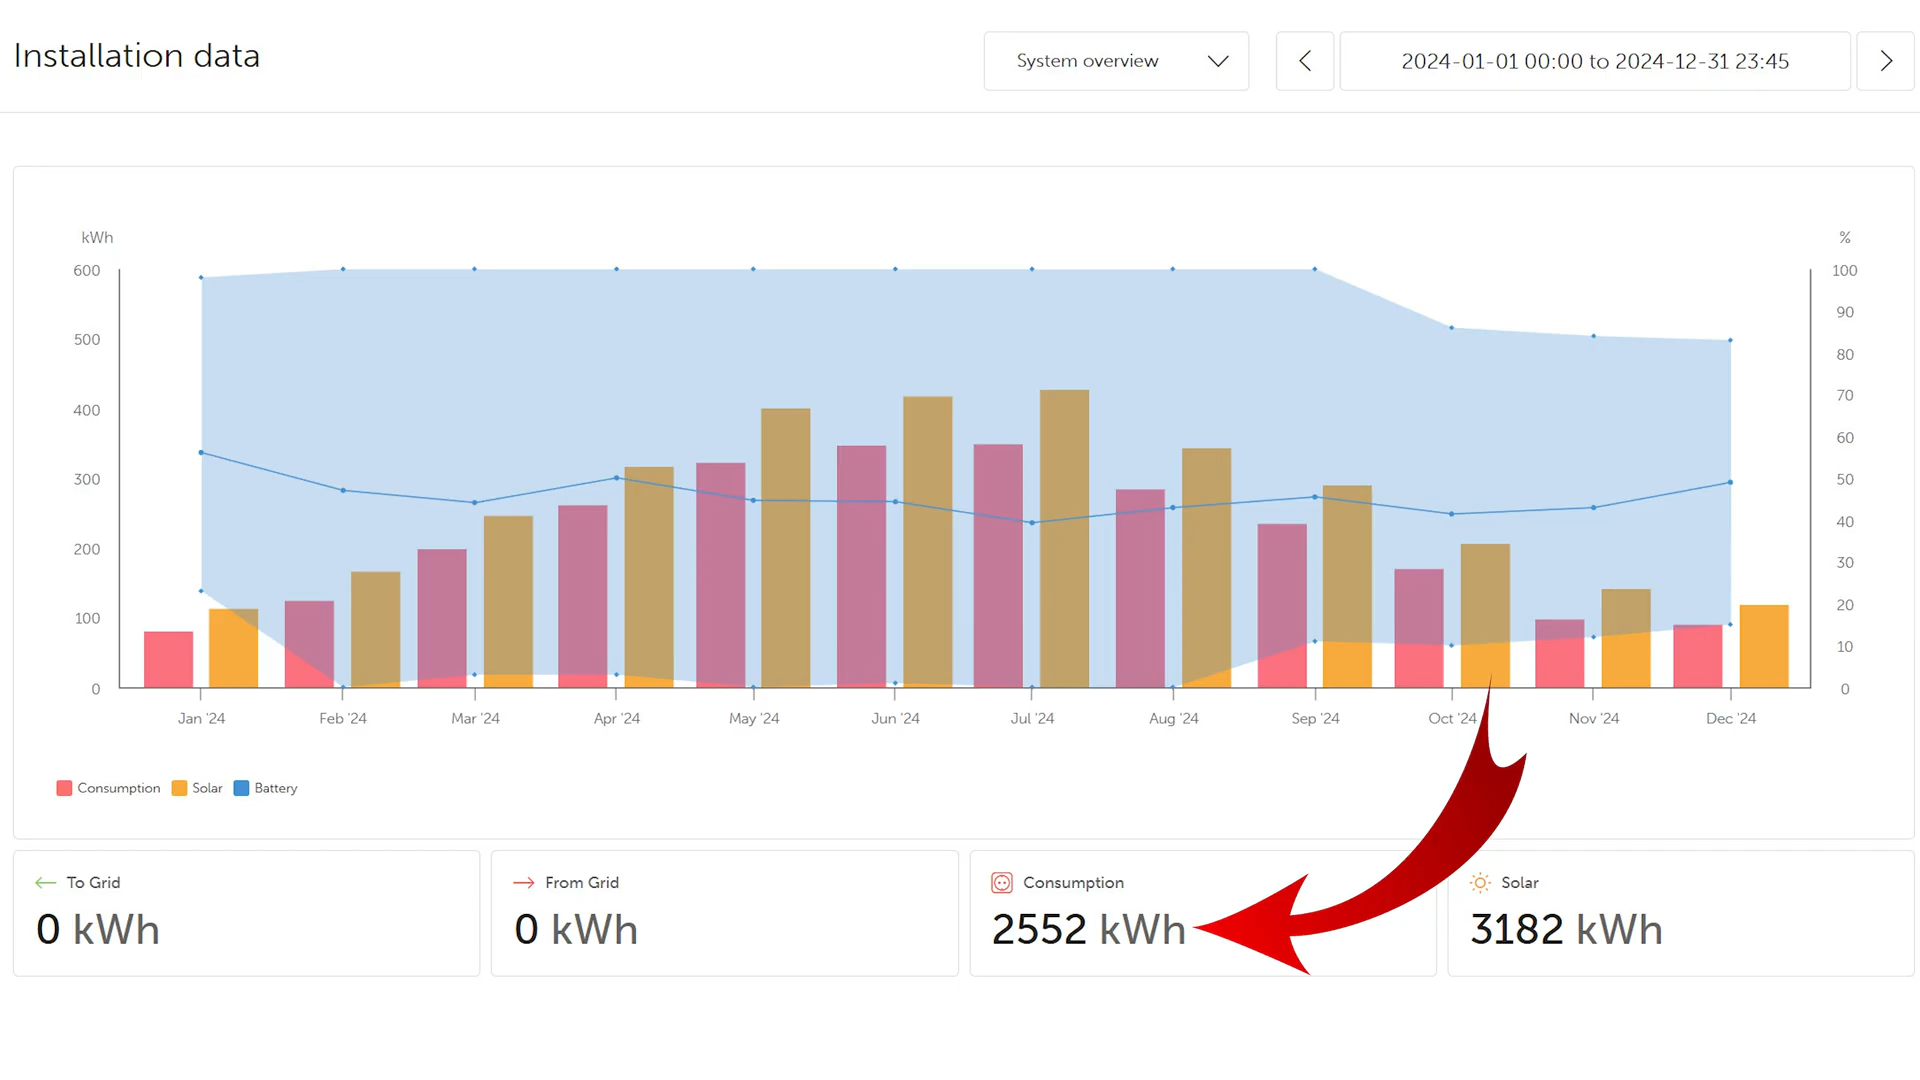 Installation data
System overview
2024-01-01 00:00 to 2024-12-31 23:45
kWh
%
600
500
400
300
200
100
0
100
90
80
70
60
50
40
30
20
10
0
Jan '24
Feb '24
Mar '24
Apr '24
May '24
Jun '24
Jul '24
Aug '24
Sep '24
Oct '24
Nov '24
Dec '24
Consumption
Solar
Battery
To Grid
0 kWh
From Grid
0 kWh
Consumption
2552 kWh
Solar
3182 kWh